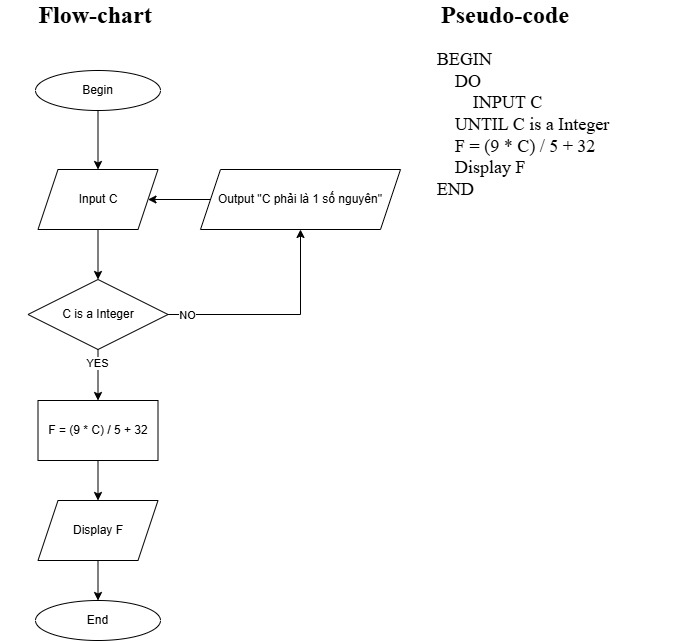 Flow-chart
Begin
Input C
Output "C phải là 1 số nguyên"
C is a Integer
NO
YES
F = (9 * C) / 5 + 32
Display F
End
Pseudo-code
BEGIN
DO
INPUT C
UNTIL C is a Integer
F = (9 * C) / 5 + 32
Display F
END